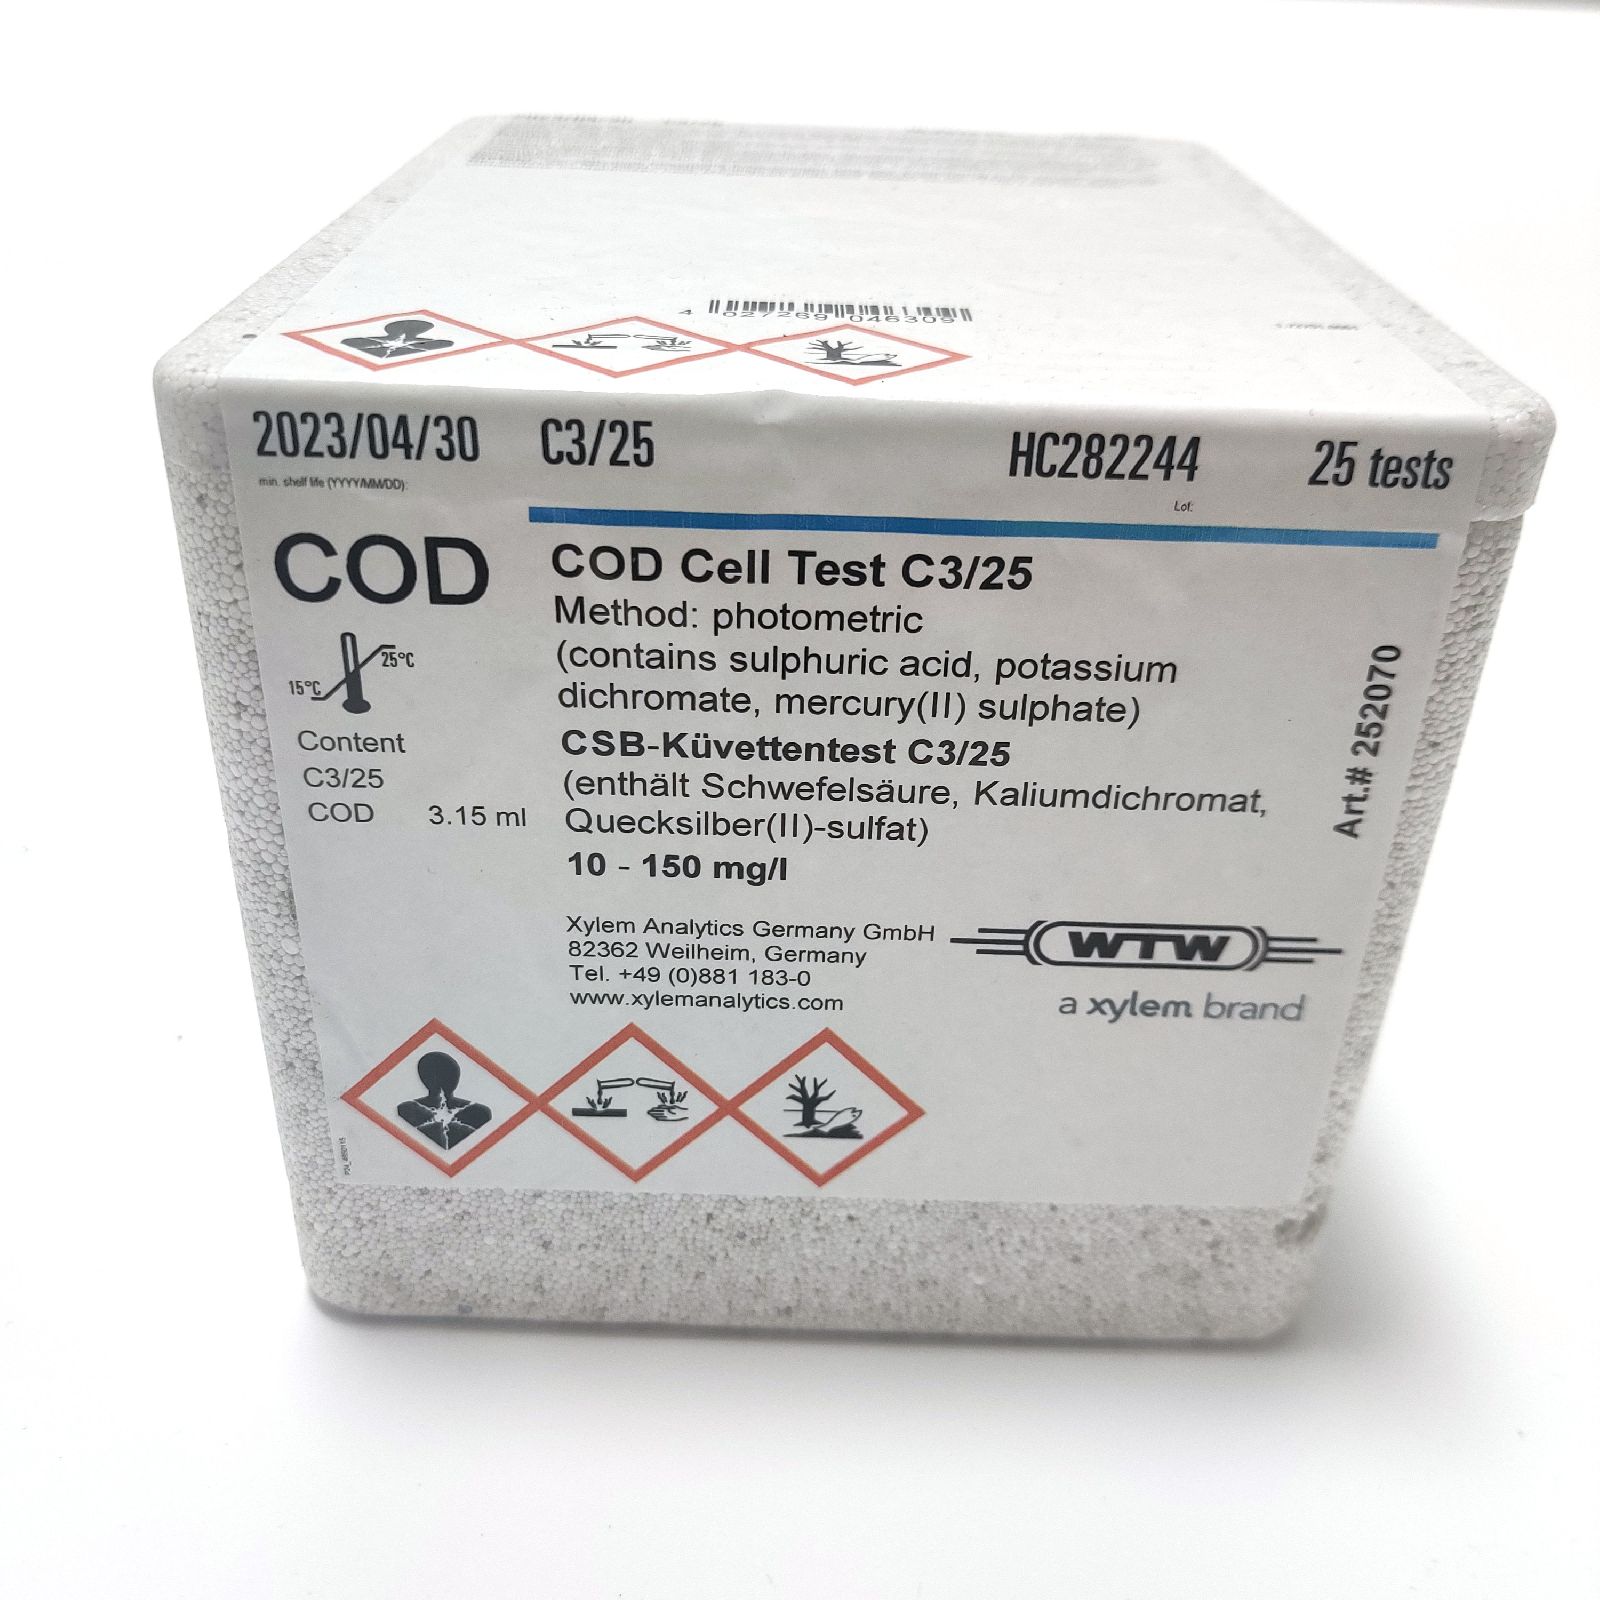 4 027269 046309
2023/04/30 C3/25 HC282244 25 tests
min. shelf life (YYYY/MM/DD):
Lot:
COD
COD Cell Test C3/25
Method: photometric
(contains sulphuric acid, potassium
dichromate, mercury(II) sulphate)
CSB-Küvettentest C3/25
(enthält Schwefelsäure, Kaliumdichromat,
Quecksilber(II)-sulfat)
10 - 150 mg/l
25°C
15°C
Content
C3/25
COD 3.15 ml
Art.# 252070
Xylem Analytics Germany GmbH
82362 Weilheim, Germany
Tel. +49 (0)881 183-0
www.xylemanalytics.com
WTW
a xylem brand